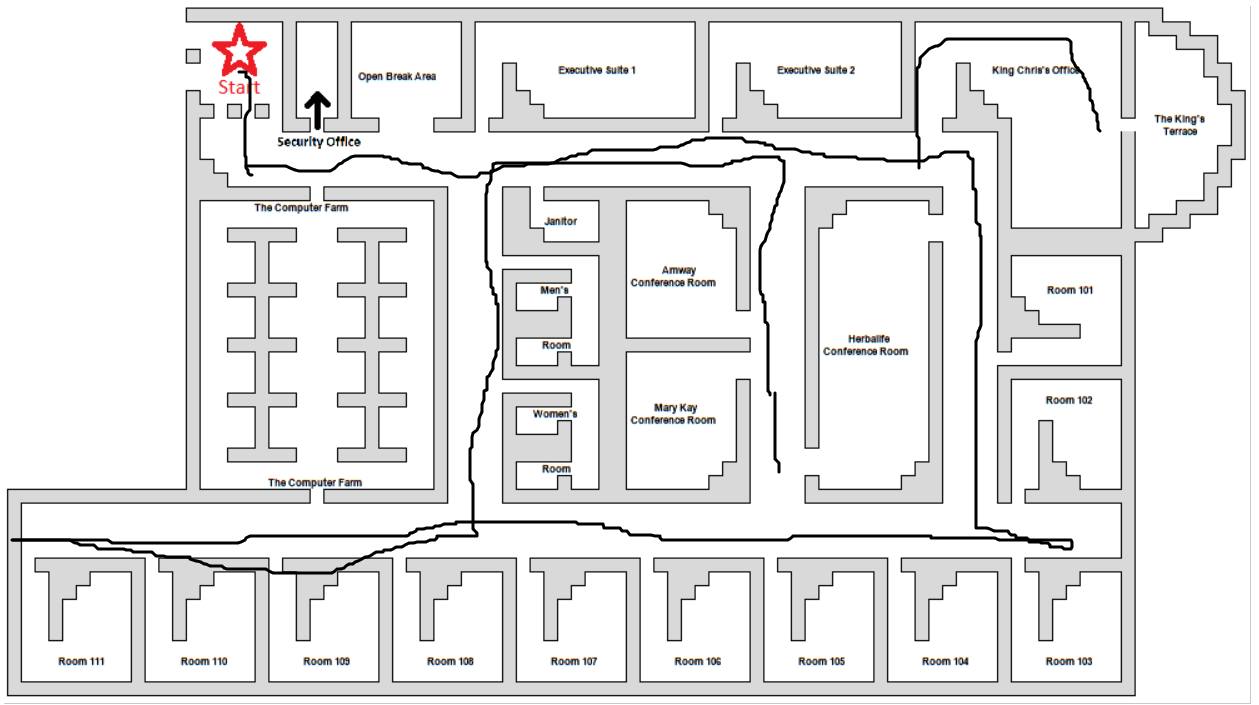 Start
Security Office
Open Break Area
Executive Suite 1
Executive Suite 2
King Chris's Office
The King's
Terrace
The Computer Farm
Janitor
Men's
Room
Amway
Conference Room
Herbalife
Conference Room
Room 101
Women's
Room
Mary Kay
Conference Room
Room 102
The Computer Farm
Room 111
Room 110
Room 109
Room 108
Room 107
Room 106
Room 105
Room 104
Room 103